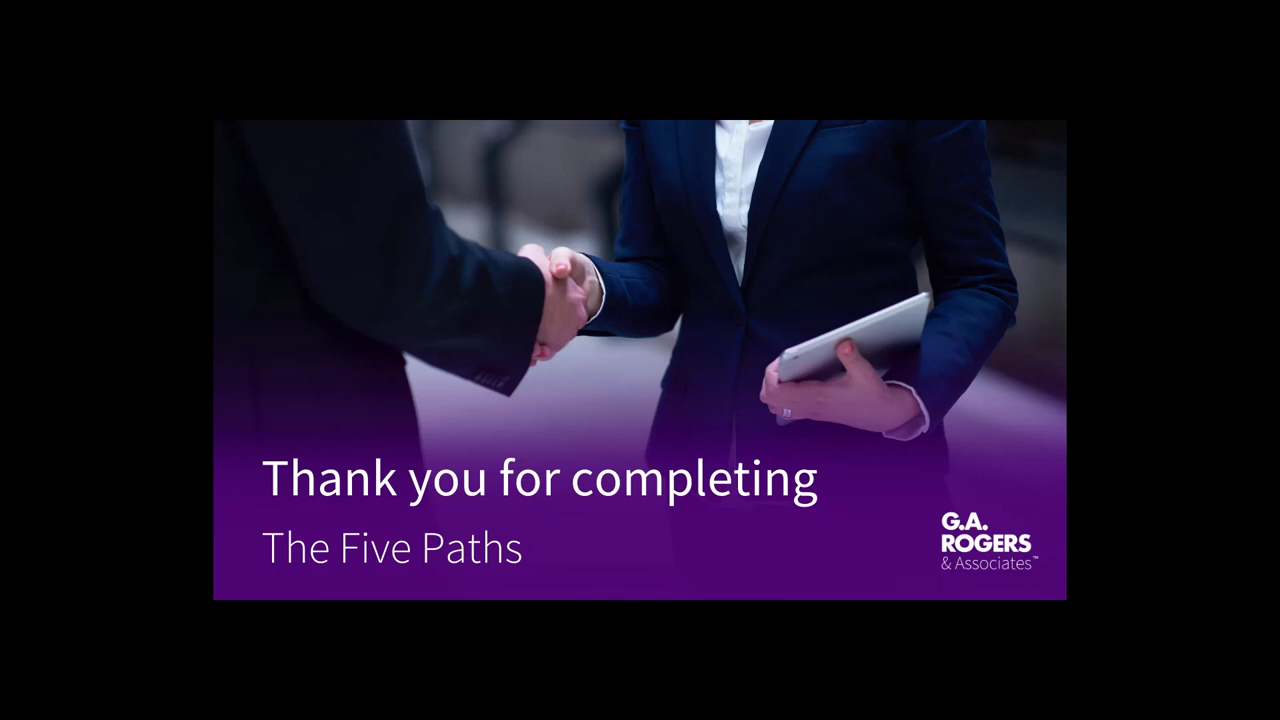 Thank you for completing
The Five Paths
G.A.
ROGERS
& Associates™